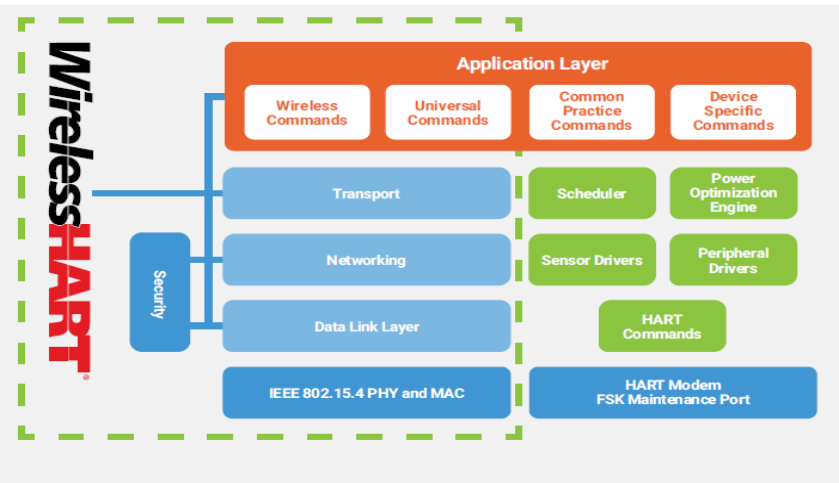 WirelessHART®
Application Layer
Wireless
Commands
Universal
Commands
Common
Practice
Commands
Device
Specific
Commands
Transport
Scheduler
Power
Optimization
Engine
Security
Networking
Sensor Drivers
Peripheral
Drivers
Data Link Layer
HART
Commands
IEEE 802.15.4 PHY and MAC
HART Modem
FSK Maintenance Port